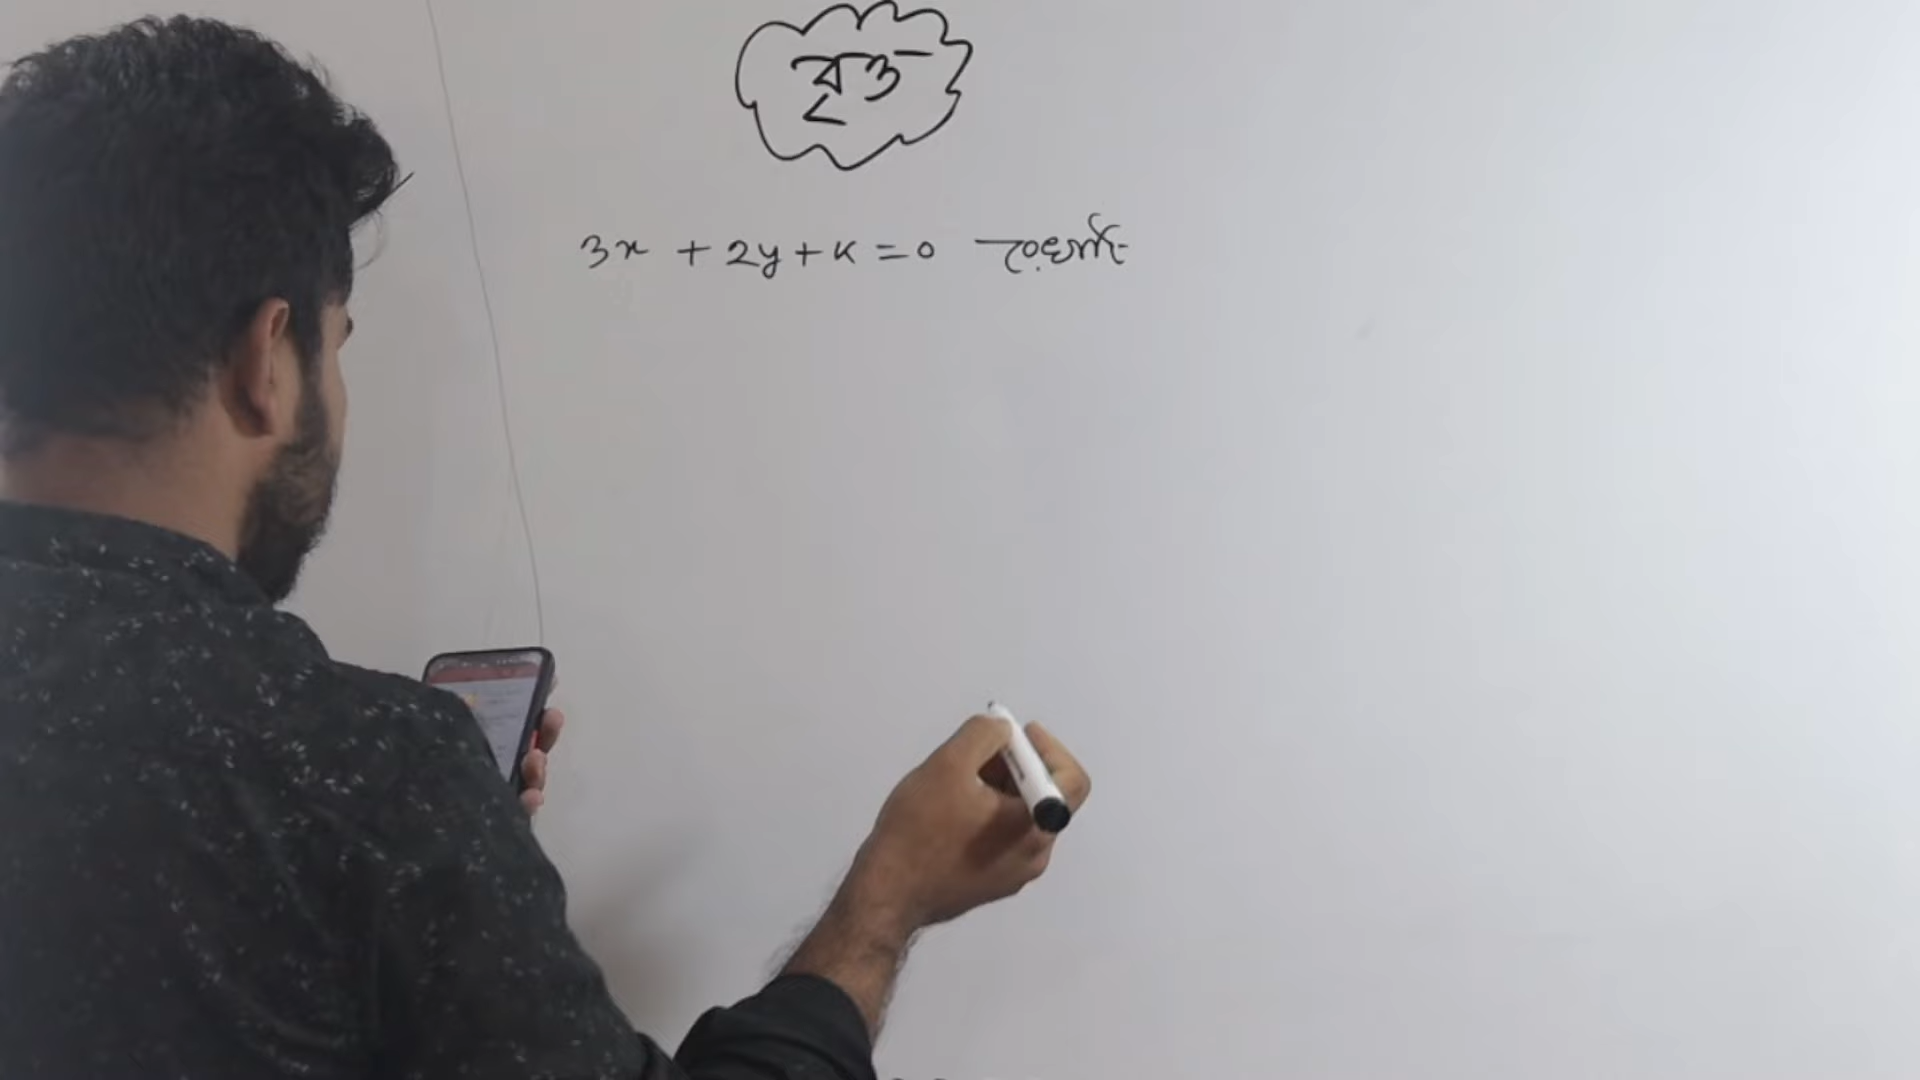 বৃত্ত
3x + 2y + k = 0 রেখাটি